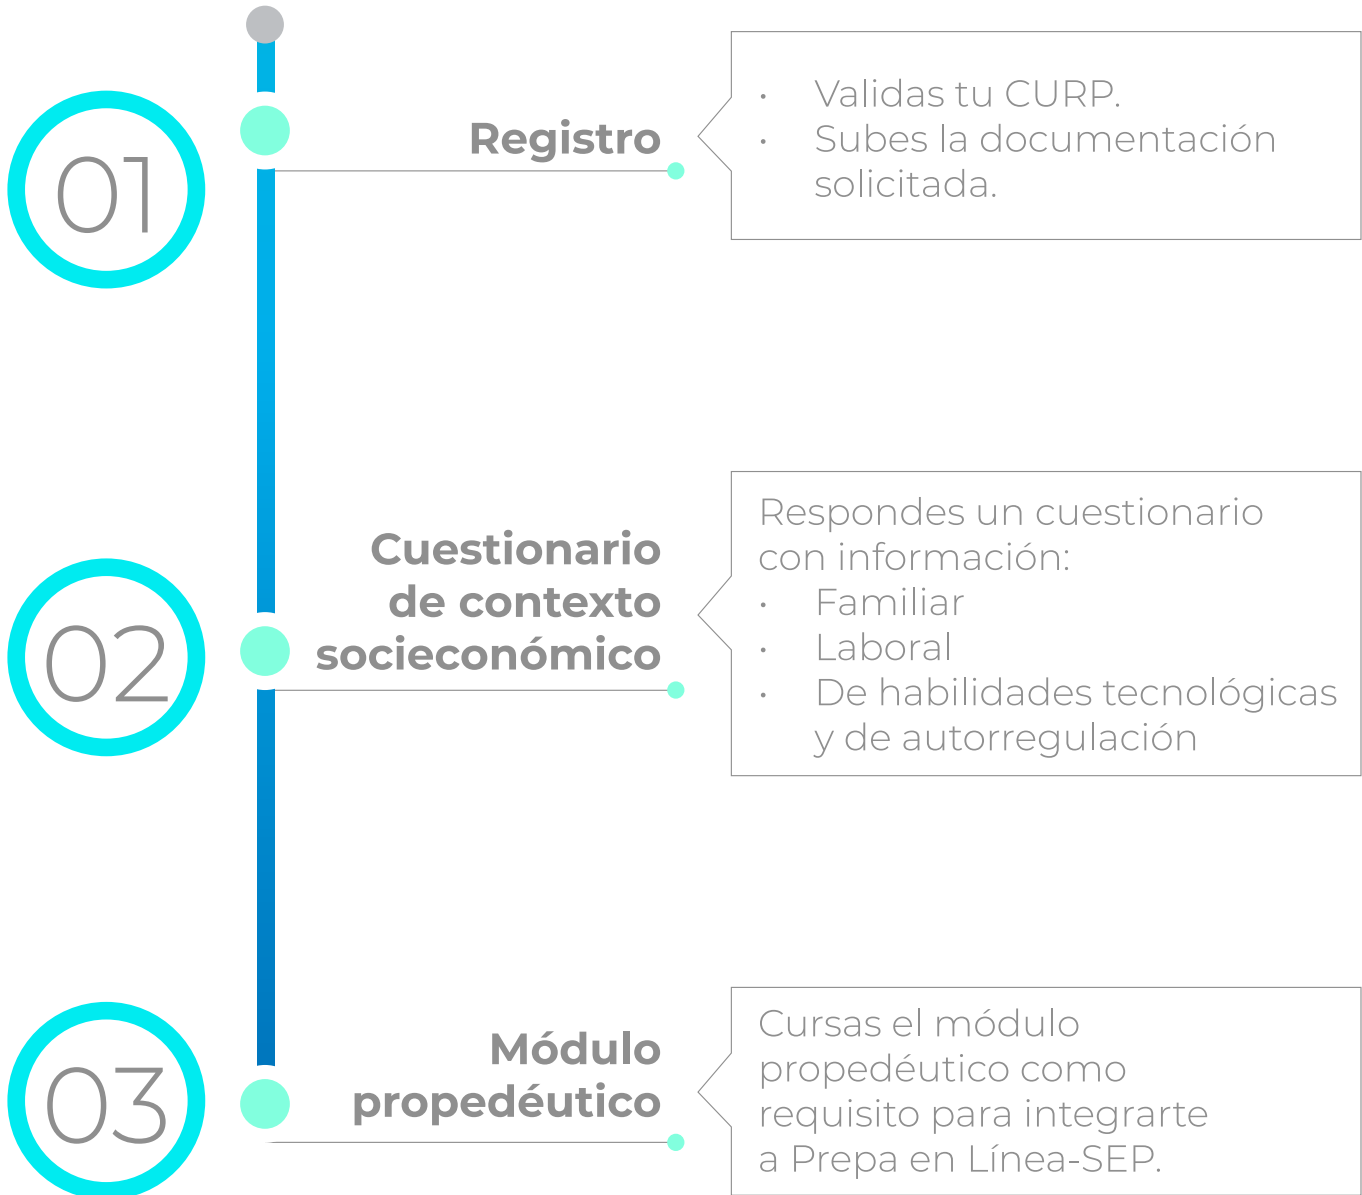 01
Registro
· Validas tu CURP.
· Subes la documentación
solicitada.
02
Cuestionario
de contexto
socieconómico
Respondes un cuestionario
con información:
· Familiar
· Laboral
· De habilidades tecnológicas
y de autorregulación
03
Módulo
propedéutico
Cursas el módulo
propedéutico como
requisito para integrarte
a Prepa en Línea-SEP.